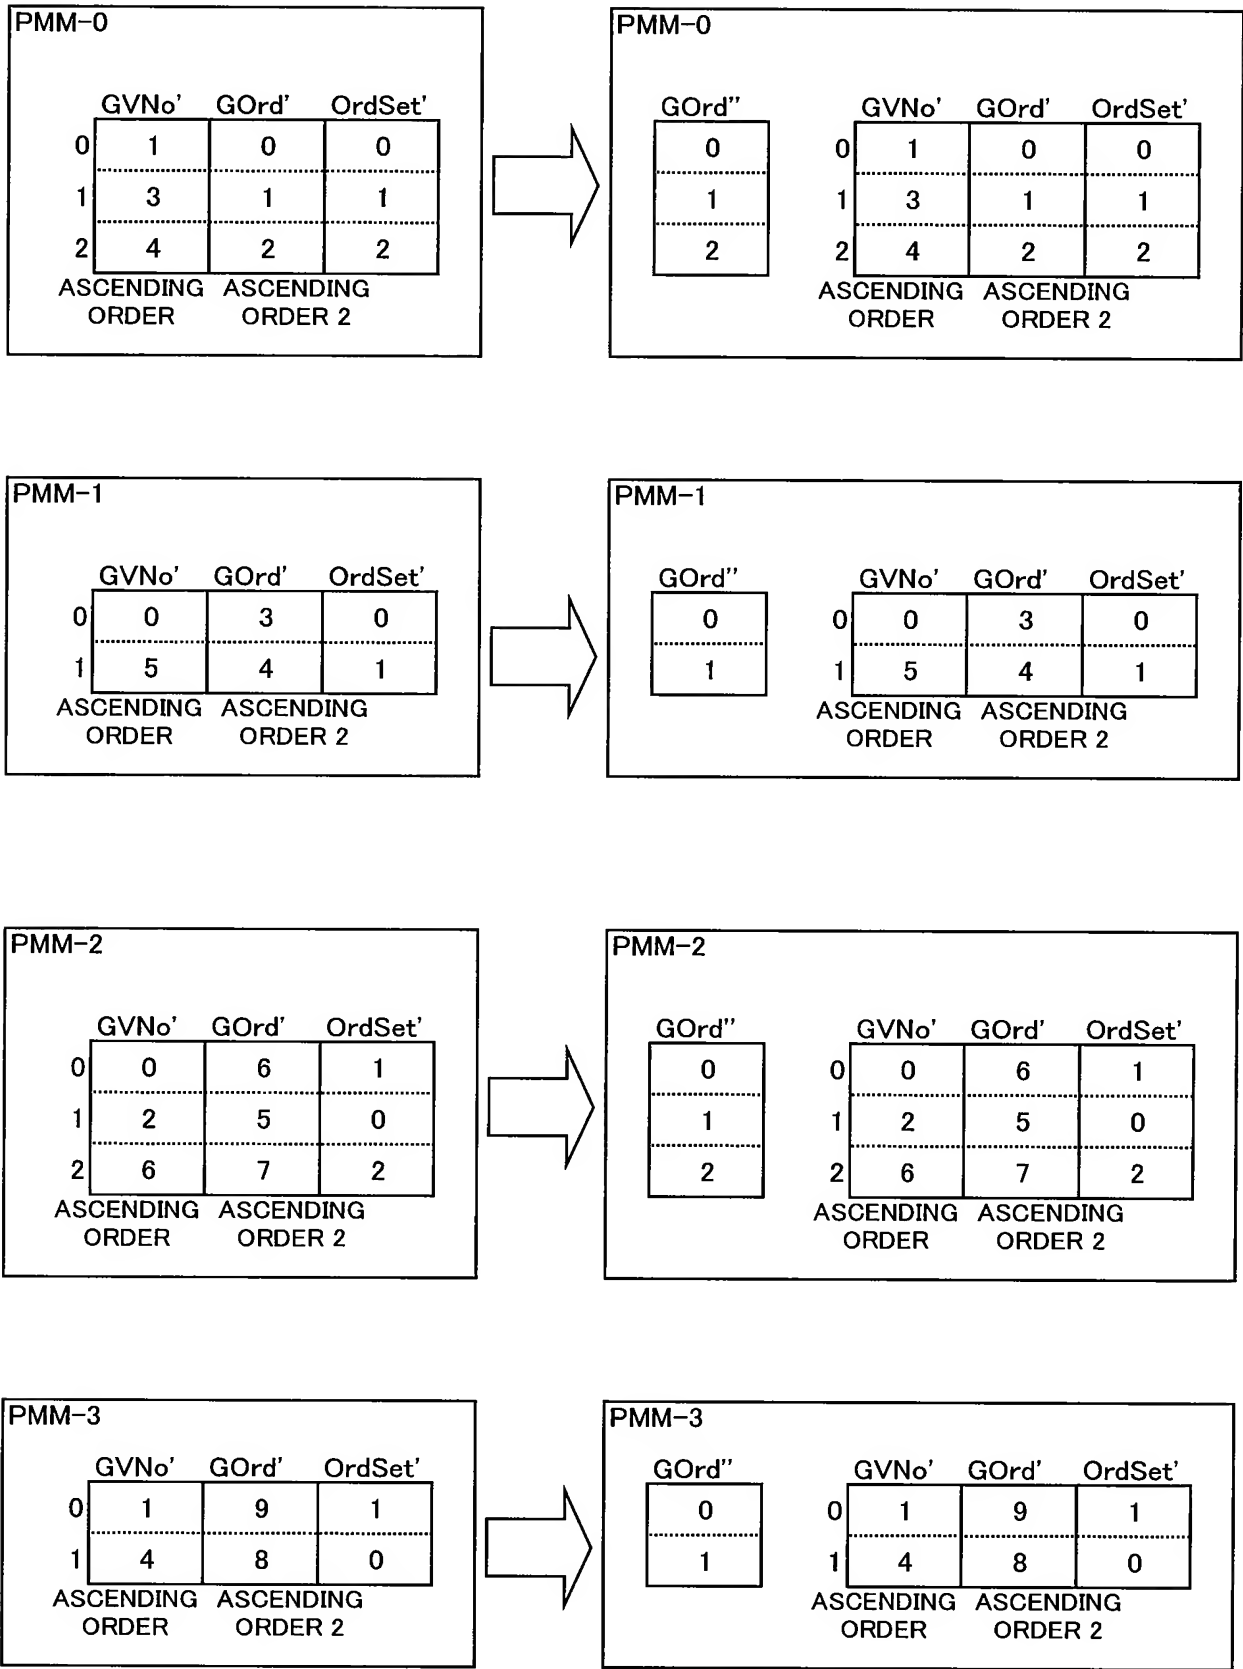 PMM-0
GVNo' GOrd' OrdSet'
0 1 0 0
1 3 1 1
2 4 2 2
ASCENDING ORDER ASCENDING ORDER 2
PMM-0
GOrd'' GVNo' GOrd' OrdSet'
0 0 1 0 0
1 1 3 1 1
2 2 4 2 2
ASCENDING ORDER ASCENDING ORDER 2
PMM-1
GVNo' GOrd' OrdSet'
0 0 3 0
1 5 4 1
ASCENDING ORDER ASCENDING ORDER 2
PMM-1
GOrd'' GVNo' GOrd' OrdSet'
0 0 0 3 0
1 1 5 4 1
ASCENDING ORDER ASCENDING ORDER 2
PMM-2
GVNo' GOrd' OrdSet'
0 0 6 1
1 2 5 0
2 6 7 2
ASCENDING ORDER ASCENDING ORDER 2
PMM-2
GOrd'' GVNo' GOrd' OrdSet'
0 0 0 6 1
1 1 2 5 0
2 2 6 7 2
ASCENDING ORDER ASCENDING ORDER 2
PMM-3
GVNo' GOrd' OrdSet'
0 1 9 1
1 4 8 0
ASCENDING ORDER ASCENDING ORDER 2
PMM-3
GOrd'' GVNo' GOrd' OrdSet'
0 0 1 9 1
1 1 4 8 0
ASCENDING ORDER ASCENDING ORDER 2